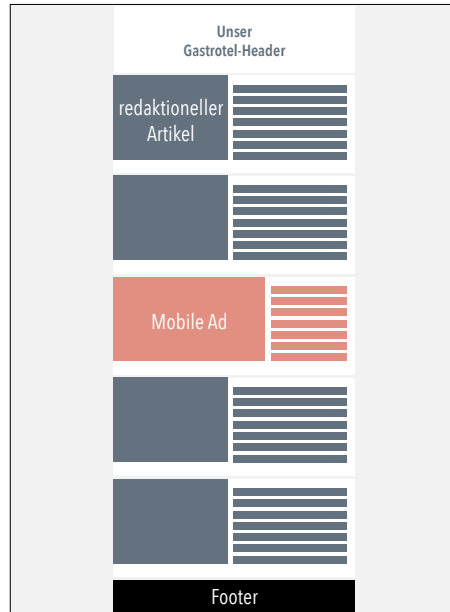 Unser
Gastrotel-Header
redaktioneller
Artikel
Mobile Ad
Footer